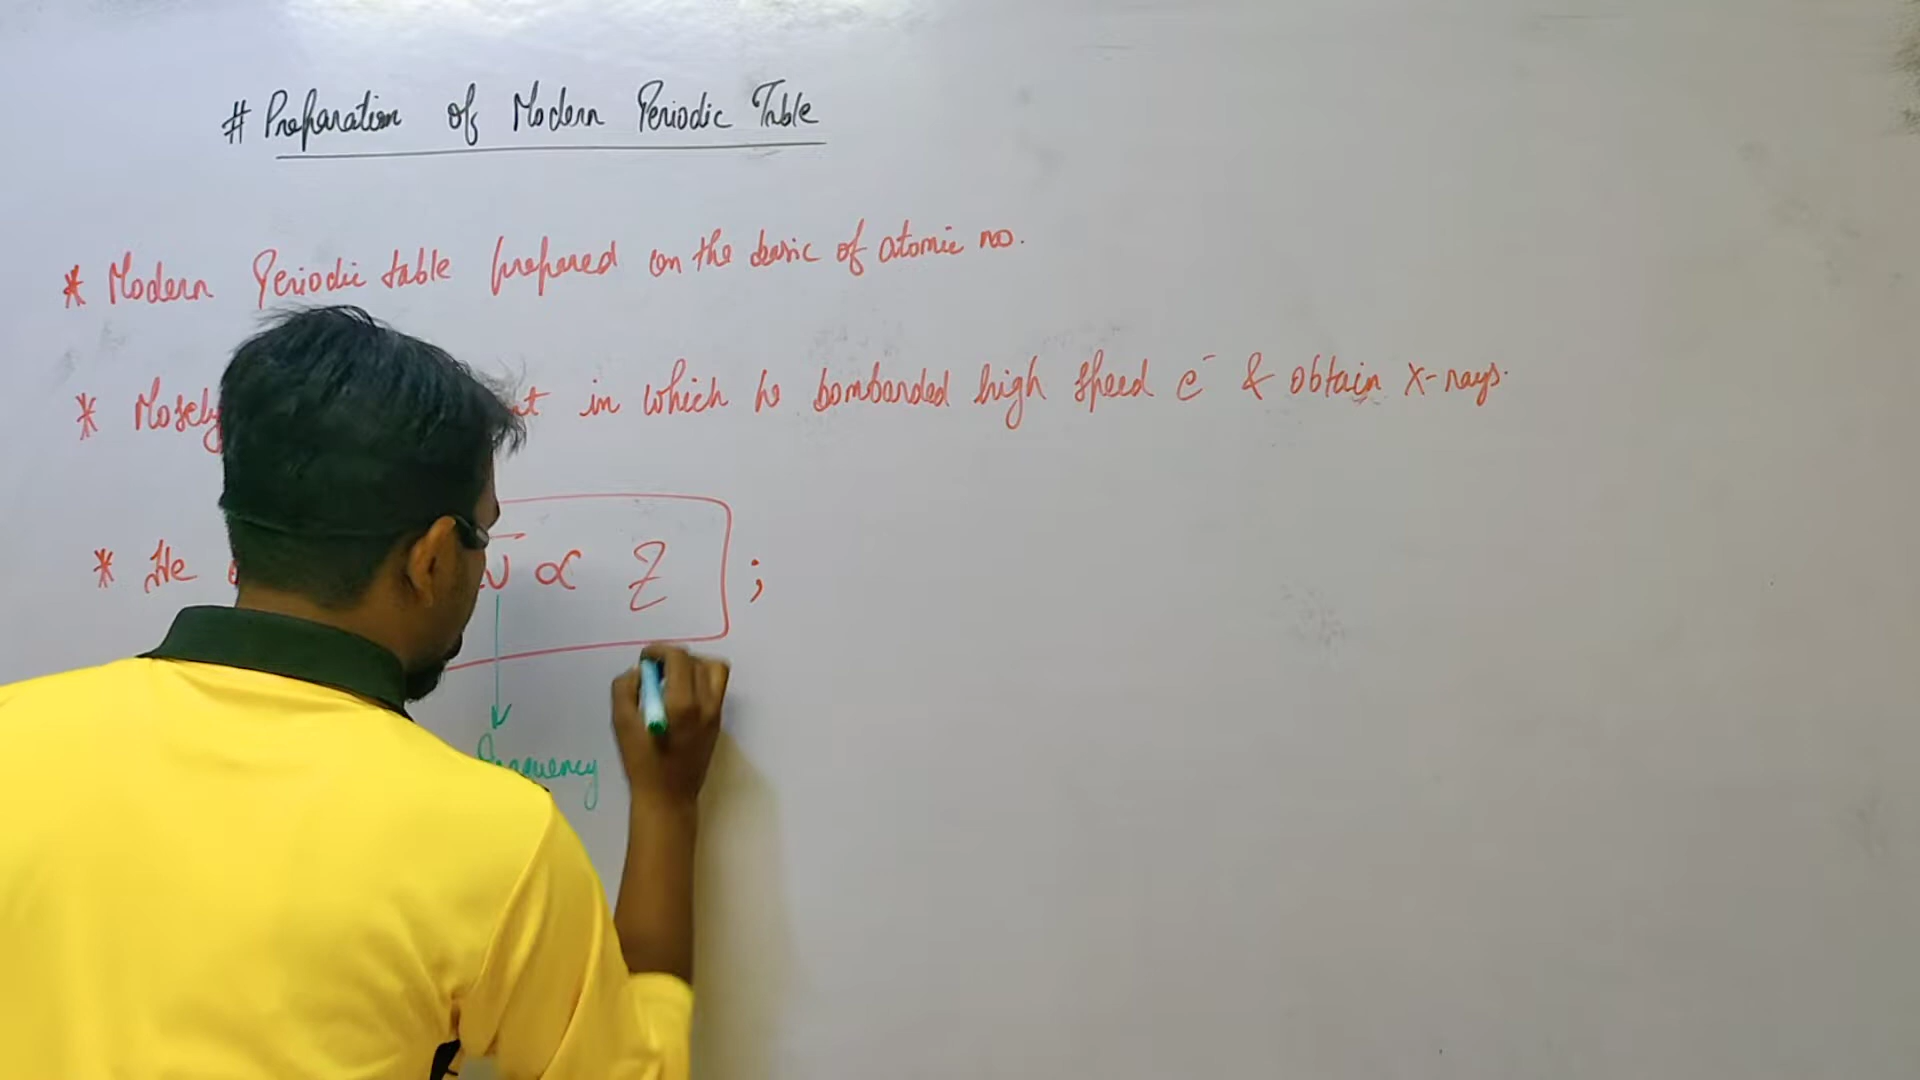 # Preparation of Modern Periodic Table
* Modern Periodic table prepared on the basic of atomic no.
* Mosely in which he bombarded high speed e⁻ & obtain X-rays.
* He √ν ∝ Z ;
frequency